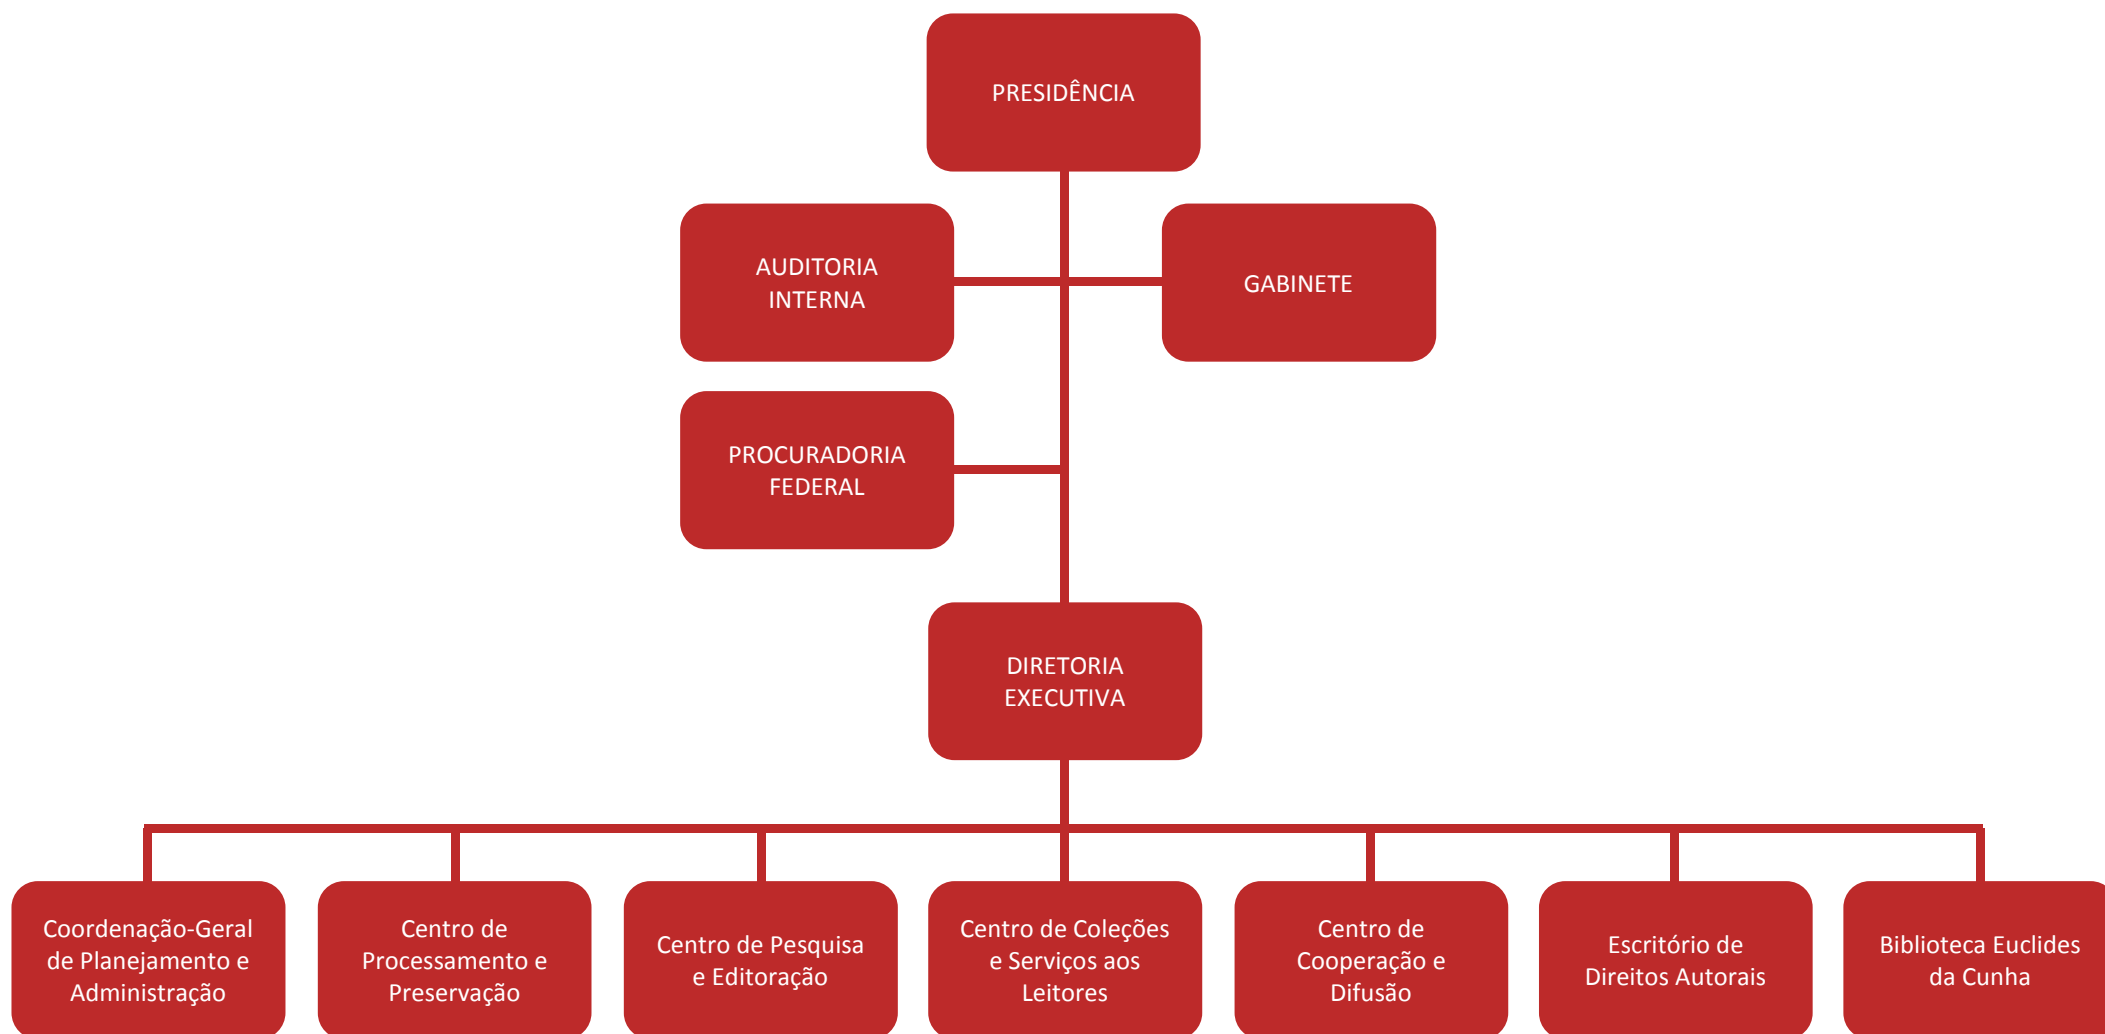 PRESIDÊNCIA
AUDITORIA
INTERNA
GABINETE
PROCURADORIA
FEDERAL
DIRETORIA
EXECUTIVA
Coordenação-Geral
de Planejamento e
Administração
Centro de
Processamento e
Preservação
Centro de Pesquisa
e Editoração
Centro de Coleções
e Serviços aos
Leitores
Centro de
Cooperação e
Difusão
Escritório de
Direitos Autorais
Biblioteca Euclides
da Cunha